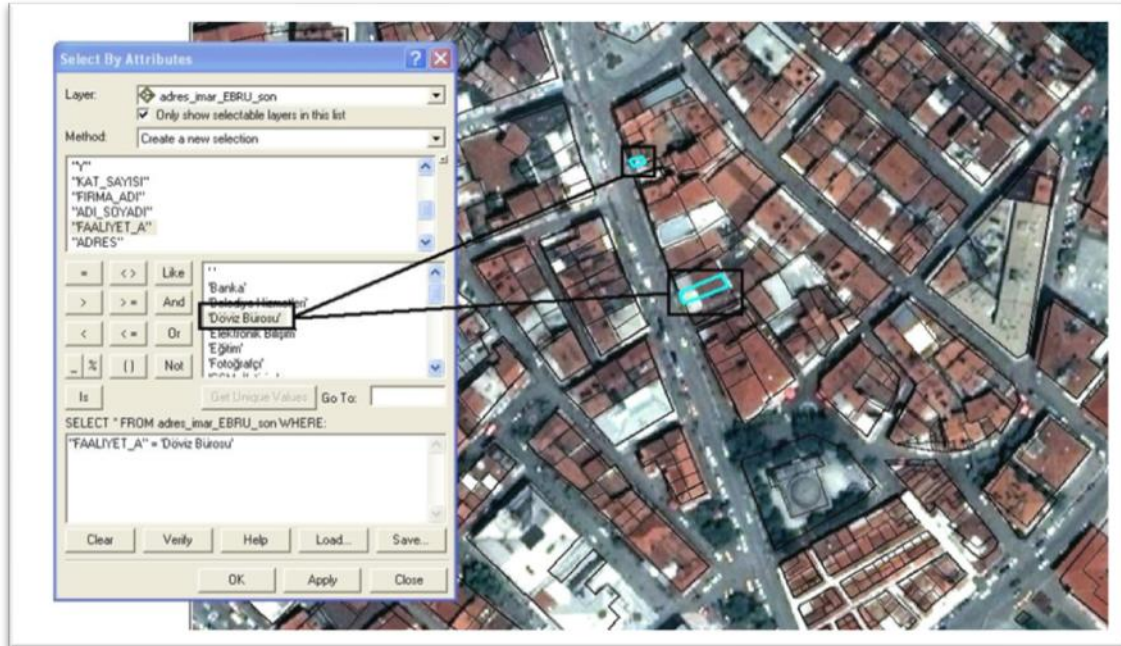 Select By Attributes
Layer: adres_imar_EBRU_son
Only show selectable layers in this list
Method: Create a new selection
"Y"
"KAT_SAYISI"
"FIRMA_ADI"
"ADI_SOYADI"
"FAALIYET_A"
"ADRES"
= <> Like
> >= And
< <= Or
_ % () Not
Is
' '
'Banka'
'Belediye Hizmetleri'
'Döviz Bürosu'
'Elektronik Bilişim'
'Eğitim'
'Fotoğrafçı'
Get Unique Values Go To:
SELECT * FROM adres_imar_EBRU_son WHERE:
"FAALIYET_A" = 'Döviz Bürosu'
Clear Verify Help Load... Save...
OK Apply Close